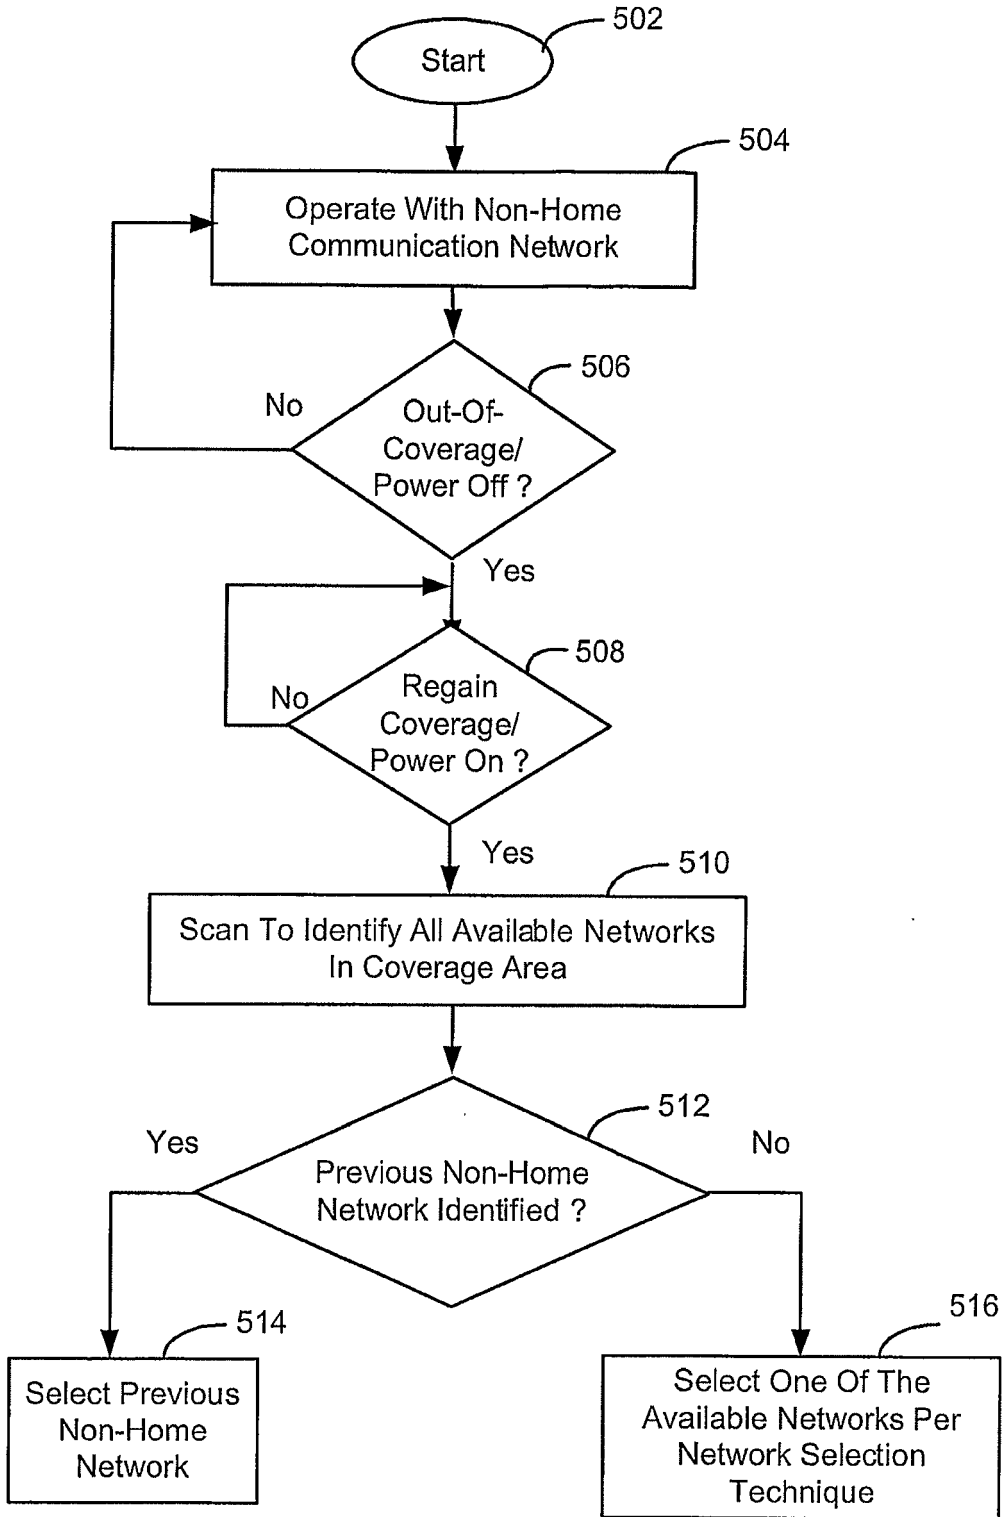 502
Start
504
Operate With Non-Home
Communication Network
506
No
Out-Of-
Coverage/
Power Off ?
Yes
508
No
Regain
Coverage/
Power On ?
Yes
510
Scan To Identify All Available Networks
In Coverage Area
512
Yes
No
Previous Non-Home
Network Identified ?
514
516
Select Previous
Non-Home
Network
Select One Of The
Available Networks Per
Network Selection
Technique